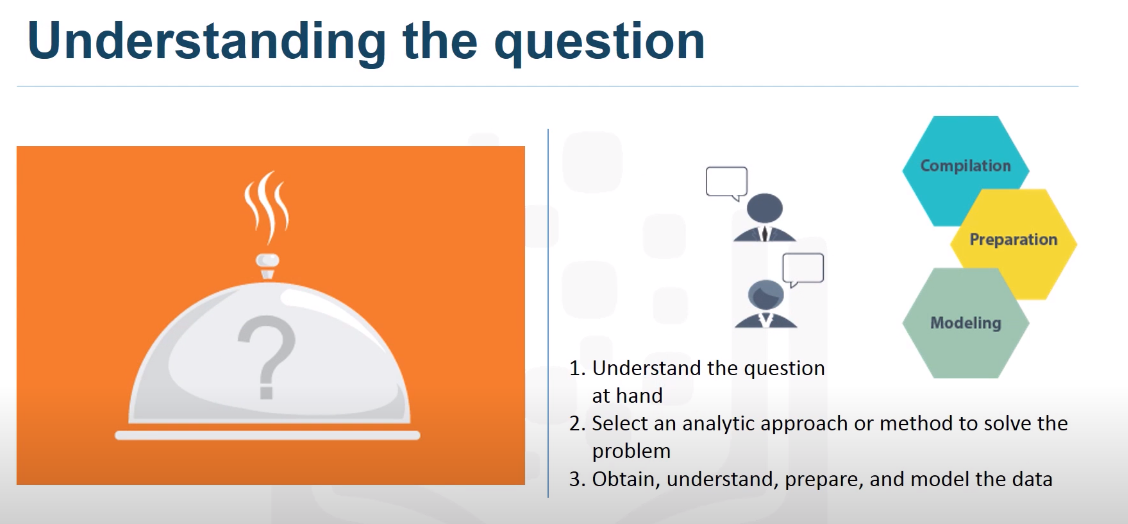 Understanding the question
?
Compilation
Preparation
Modeling
1. Understand the question
at hand
2. Select an analytic approach or method to solve the
problem
3. Obtain, understand, prepare, and model the data